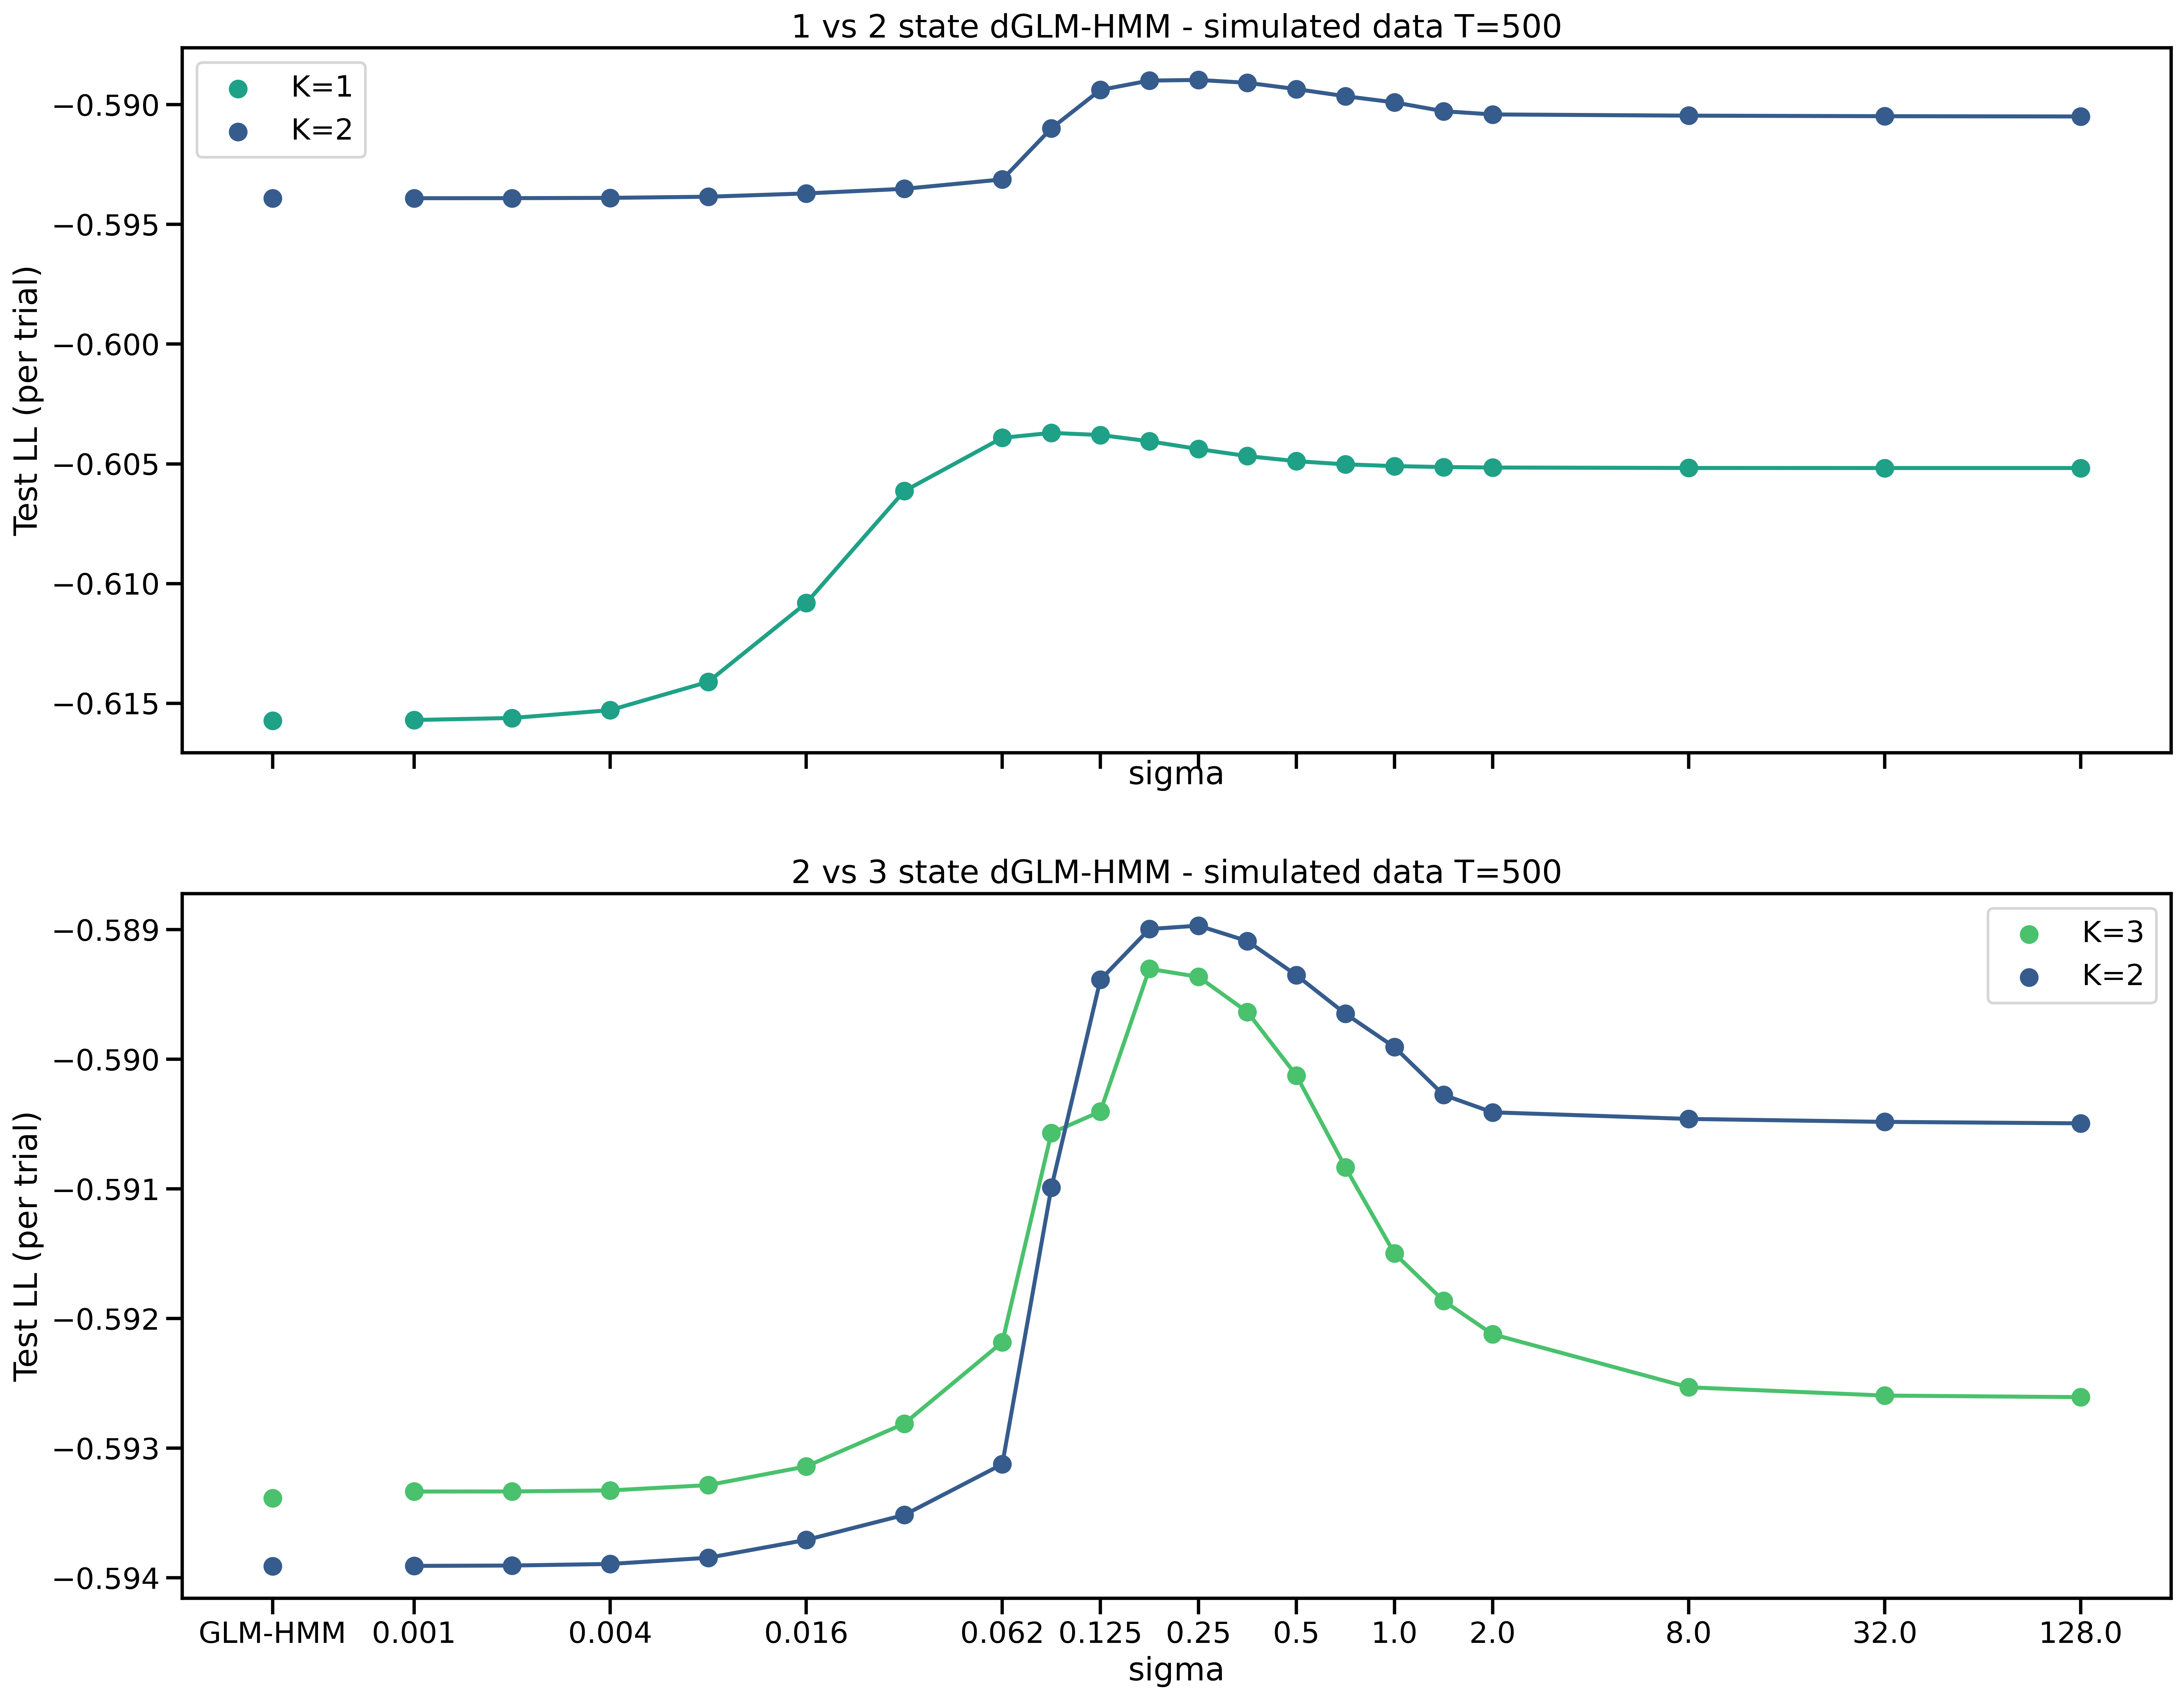 1 vs 2 state dGLM-HMM - simulated data T=500
K=1
K=2
Test LL (per trial)
−0.590
−0.595
−0.600
−0.605
−0.610
−0.615
sigma
2 vs 3 state dGLM-HMM - simulated data T=500
K=3
K=2
Test LL (per trial)
−0.589
−0.590
−0.591
−0.592
−0.593
−0.594
GLM-HMM 0.001 0.004 0.016 0.062 0.125 0.25 0.5 1.0 2.0 8.0 32.0 128.0
sigma